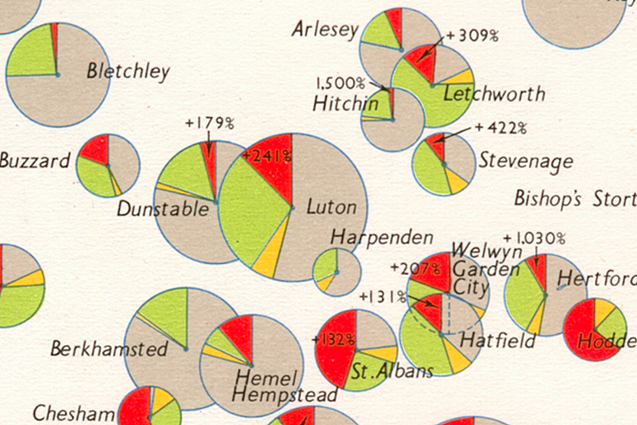 Arlesey
+309%
Bletchley
1,500%
Hitchin
Letchworth
+179%
+422%
Buzzard
+241%
Stevenage
Dunstable
Luton
Bishop's Stort
Harpenden
Welwyn
Garden
City
+1,030%
+207%
Hertford
+131%
Berkhamsted
+132%
Hatfield
Hodde
St.Albans
Hemel
Hempstead
Chesham